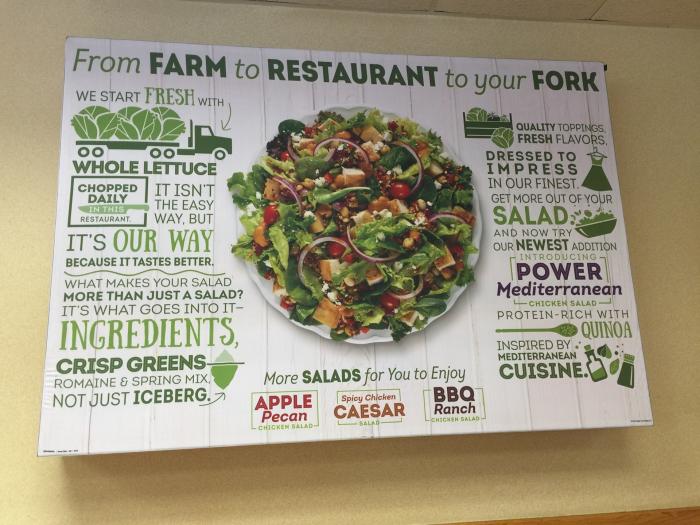 From FARM to RESTAURANT to your FORK
WE START FRESH WITH
WHOLE LETTUCE
CHOPPED
DAILY
IN THIS
RESTAURANT.
IT ISN'T
THE EASY
WAY, BUT
IT'S OUR WAY
BECAUSE IT TASTES BETTER.
WHAT MAKES YOUR SALAD
MORE THAN JUST A SALAD?
IT'S WHAT GOES INTO IT–
INGREDIENTS,
CRISP GREENS
ROMAINE & SPRING MIX,
NOT JUST ICEBERG.
More SALADS for You to Enjoy
APPLE
Pecan
CHICKEN SALAD
Spicy Chicken
CAESAR
SALAD
BBQ
Ranch
CHICKEN SALAD
QUALITY TOPPINGS,
FRESH FLAVORS,
DRESSED TO
IMPRESS
IN OUR FINEST.
GET MORE OUT OF YOUR
SALAD
AND NOW TRY
OUR NEWEST ADDITION
INTRODUCING
POWER
Mediterranean
CHICKEN SALAD
PROTEIN-RICH WITH
QUINOA
INSPIRED BY
MEDITERRANEAN
CUISINE.